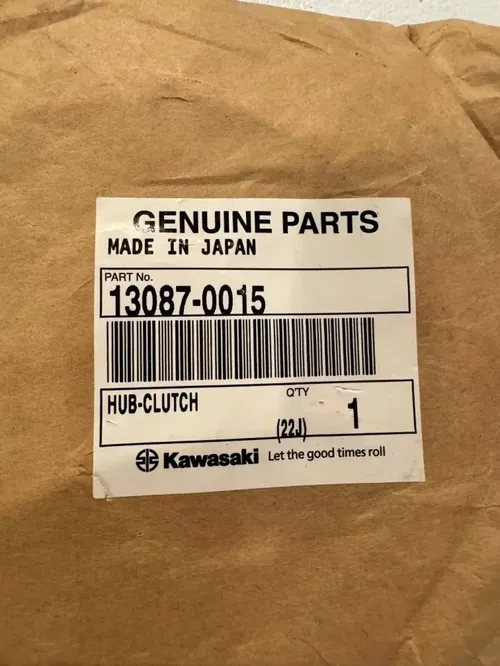 GENUINE PARTS
MADE IN JAPAN
PART No.
13087-0015
HUB-CLUTCH
Q'TY
(22J)
1
Kawasaki Let the good times roll